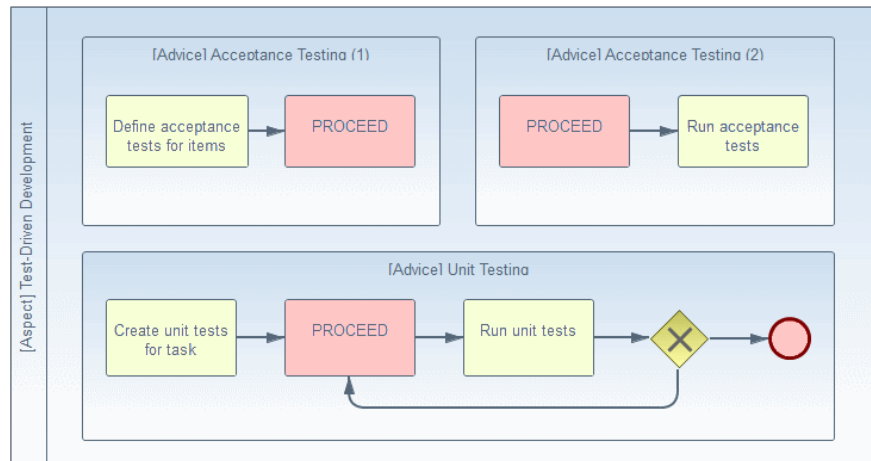 [Aspect] Test-Driven Development
[Advice] Acceptance Testing (1)
Define acceptance
tests for items
PROCEED
[Advice] Acceptance Testing (2)
PROCEED
Run acceptance
tests
[Advice] Unit Testing
Create unit tests
for task
PROCEED
Run unit tests